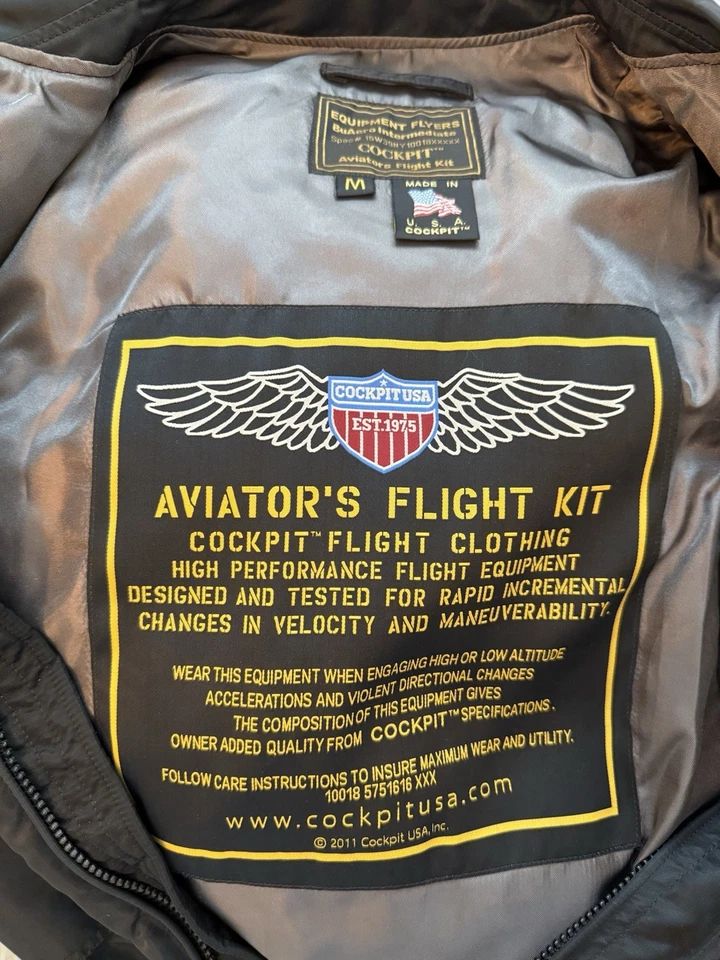 EQUIPMENT FLYERS
BuAero Intermediate
COCKPIT™
Aviators Flight Kit
M
MADE IN
U. S. A.
COCKPIT™
COCKPIT USA
EST. 1975
AVIATOR'S FLIGHT KIT
COCKPIT™ FLIGHT CLOTHING
HIGH PERFORMANCE FLIGHT EQUIPMENT
DESIGNED AND TESTED FOR RAPID INCREMENTAL
CHANGES IN VELOCITY AND MANEUVERABILITY.
WEAR THIS EQUIPMENT WHEN ENGAGING HIGH OR LOW ALTITUDE
ACCELERATIONS AND VIOLENT DIRECTIONAL CHANGES
THE COMPOSITION OF THIS EQUIPMENT GIVES
OWNER ADDED QUALITY FROM COCKPIT™ SPECIFICATIONS.
FOLLOW CARE INSTRUCTIONS TO INSURE MAXIMUM WEAR AND UTILITY.
10018 5751616 XXX
www.cockpitusa.com
© 2011 Cockpit USA, Inc.